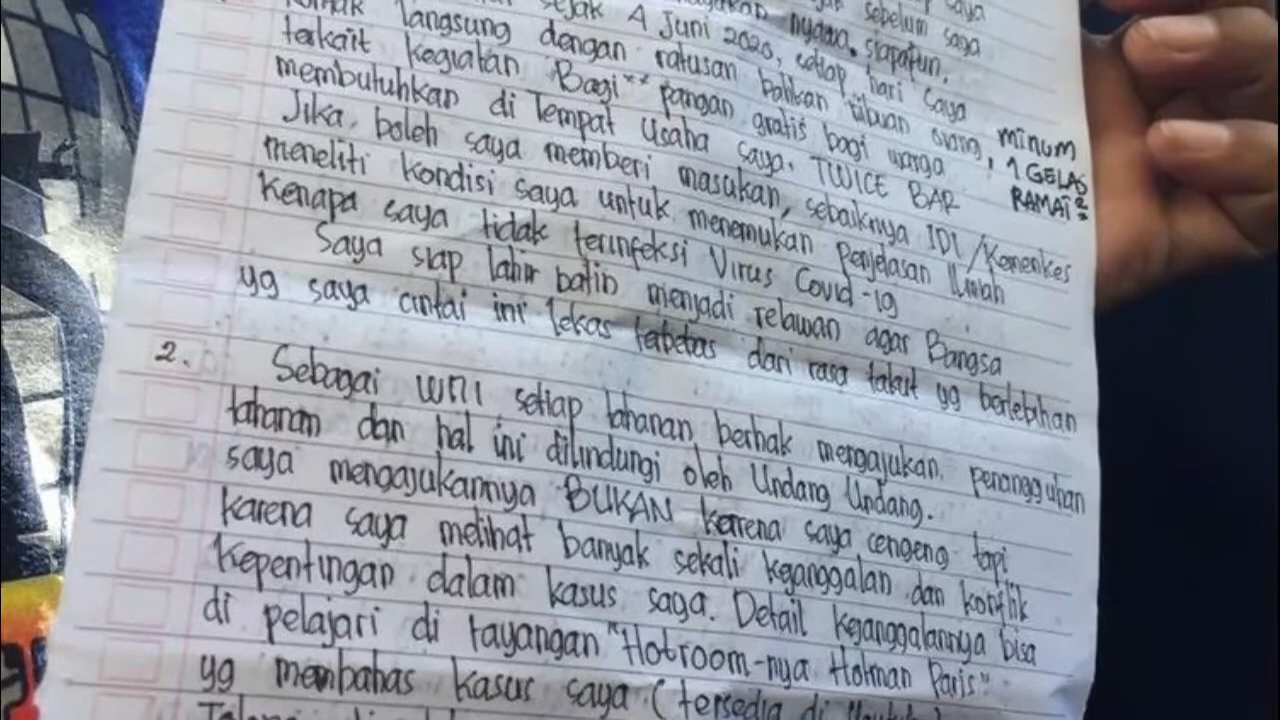 saya
sebelum saya
nyawa siapapun.
sejak 4 Juni 2020, setiap hari saya
langsung dengan ratusan bahkan ribuan orang,
terkait kegiatan Bagi" pangan gratis bagi warga
membutuhkan di Tempat Usaha saya. TWICE BAR
minum
1 GELAS
RAMAI²
Jika boleh saya memberi masukan, sebaiknya IDI/Kemenkes
meneliti kondisi saya untuk menemukan Penjelasan Ilmiah
Kenapa saya tidak terinfeksi Virus Covid-19
Saya siap lahir batin menjadi relawan agar Bangsa
yg saya cintai ini lekas terbebas dari rasa takut yg berlebihan
2. Sebagai WNI setiap tahanan berhak mengajukan penangguhan
tahanan dan hal ini dilindungi oleh Undang Undang.
saya mengajukannya BUKAN karena saya cengeng tapi
karena saya melihat banyak sekali kejanggalan dan konflik
Kepentingan dalam kasus saya. Detail kejanggalannya bisa
di pelajari di tayangan "Hotroom-nya Hotman Paris"
yg membahas kasus saya (tersedia di